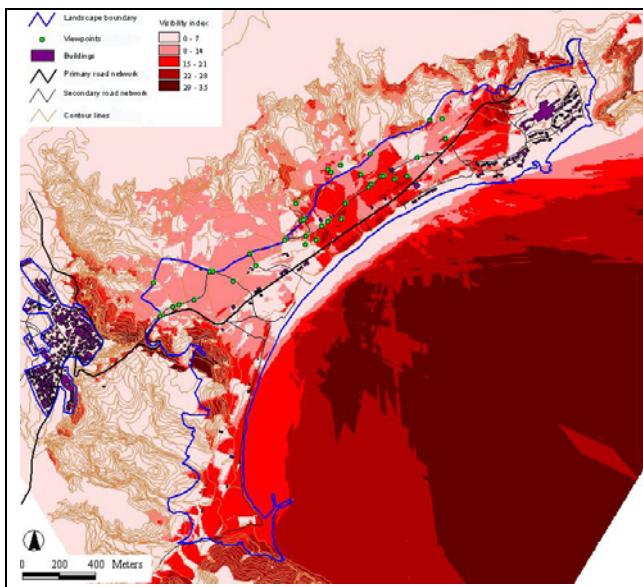 Landscape boundary
Viewpoints
Buildings
Primary road network
Secondary road network
Contour lines
Visibility index
0 - 7
8 - 14
15 - 21
22 - 28
29 - 35
0 200 400 Meters